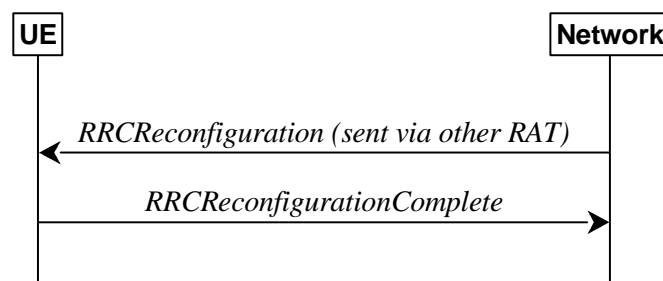 UE
Network
RRCReconfiguration (sent via other RAT)
RRCReconfigurationComplete